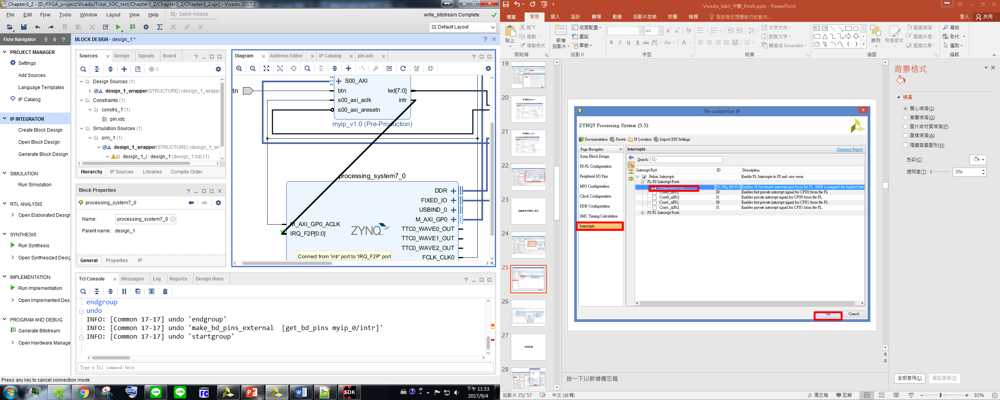 Chapter3_2 - [D:/FPGA_project/Vivado/Total_SOC_test/Chapter3_2/Chapter3_2/Chapter3_2.xpr] - Vivado 2017.2
File Edit Flow Tools Window Layout View Help Quick Access
write_bitstream Complete
Default Layout
Flow Navigator
PROJECT MANAGER
Settings
Add Sources
Language Templates
IP Catalog
IP INTEGRATOR
Create Block Design
Open Block Design
Generate Block Design
SIMULATION
Run Simulation
RTL ANALYSIS
Open Elaborated Design
SYNTHESIS
Run Synthesis
Open Synthesized Desig
IMPLEMENTATION
Run Implementation
Open Implemented Des
PROGRAM AND DEBUG
Generate Bitstream
Open Hardware Manage
BLOCK DESIGN - design_1 *
Sources Design Signals Board
0
Design Sources (1)
design_1_wrapper(STRUCTURE) (design_1_wrappe
Constraints (1)
constrs_1 (1)
pin.xdc
Simulation Sources (1)
sim_1 (1)
design_1_wrapper(STRUCTURE) (design_1_wr
design_1_i : design_1 (design_1.bd) (1)
Hierarchy IP Sources Libraries Compile Order
Block Properties
processing_system7_0
Name: processing_system7_0
Parent name: design_1
General Properties IP
Diagram Address Editor IP Catalog pin.xdc
S00_AXI
tn
btn led[7:0]
s00_axi_aclk intr
s00_axi_aresetn
myip_v1.0 (Pre-Production)
processing_system7_0
DDR
FIXED_IO
USBIND_0
M_AXI_GP0
M_AXI_GP0_ACLK
IRQ_F2P[0:0]
ZYNQ
TTC0_WAVE0_OUT
TTC0_WAVE1_OUT
TTC0_WAVE2_OUT
FCLK_CLK0
Connect from 'intr' port to 'IRQ_F2P' port
Tcl Console Messages Log Reports Design Runs
endgroup
undo
INFO: [Common 17-17] undo 'endgroup'
INFO: [Common 17-17] undo 'make_bd_pins_external  [get_bd_pins myip_0/intr]'
INFO: [Common 17-17] undo 'startgroup'
Type a Tcl command here
Press any key to cancel connection mode
LINE LINE FC SDK
下午 11:53
2017/9/4
Vivado_lab3_中斷_finish.pptx - PowerPoint
檔案 常用 插入 設計 轉場 動畫 投影片放映 校閱 檢視 告訴我您想要執行的動作...
登入 共用
貼上 剪下 複製 複製格式
剪貼簿
新增投影片 版面配置 重設 章節
投影片
44
B I U S abc AV Aa A
字型
文字方向
對齊文字
轉換成 SmartArt
段落
排列 快速樣式 圖案填滿 圖案外框 圖案效果
繪圖
尋找
取代
選取
編輯
19
20
21
22
23
24
25
26
27
28
Re-customize IP
ZYNQ7 Processing System (5.5)
Documentation Presets IP Location Import XPS Settings
Page Navigator
Zynq Block Design
PS-PL Configuration
Peripheral I/O Pins
MIO Configuration
Clock Configuration
DDR Configuration
SMC Timing Calculation
Interrupts
Interrupts Summary Report
Search:
Interrupt Port ID Description
Fabric Interrupts Enable PL Interrupts to PS and vice versa
PL-PS Interrupt Ports
[91:84], [68:61] Enables 16-bit shared interrupt port from the PL. MSB is assigned the highest Inter
Core0_nFIQ 28 Enables fast private interrupt signal for CPU0 from the PL
Core0_nIRQ 31 Enables private interrupt signal for CPU0 from the PL
Core1_nFIQ 28 Enables fast private interrupt signal for CPU1 from the PL
Core1_nIRQ 31 Enables private interrupt signal for CPU1 from the PL
PS-PL Interrupt Ports
OK Cancel
按一下以新增備忘稿
背景格式
填滿
實心填滿(S)
漸層填滿(G)
圖片或材質填滿(P)
圖樣填滿(A)
隱藏背景圖形(H)
色彩(C)
透明度(T) 0%
全部套用(L) 重設背景(B)
投影片 25/ 57 中文 (台灣)
備忘稿 註解 83%